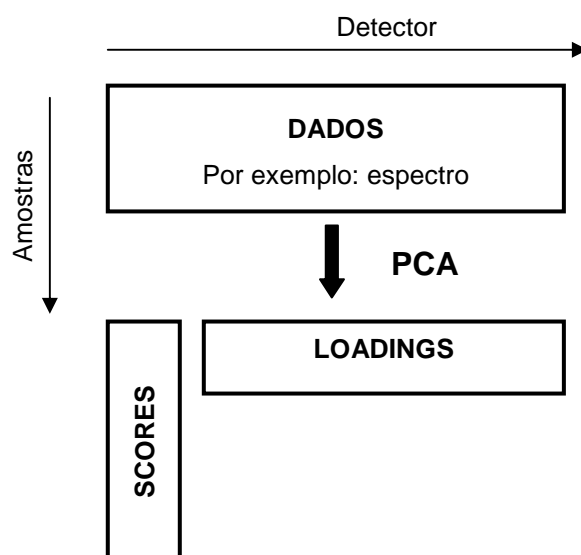 Detector
Amostras
DADOS
Por exemplo: espectro
PCA
LOADINGS
SCORES